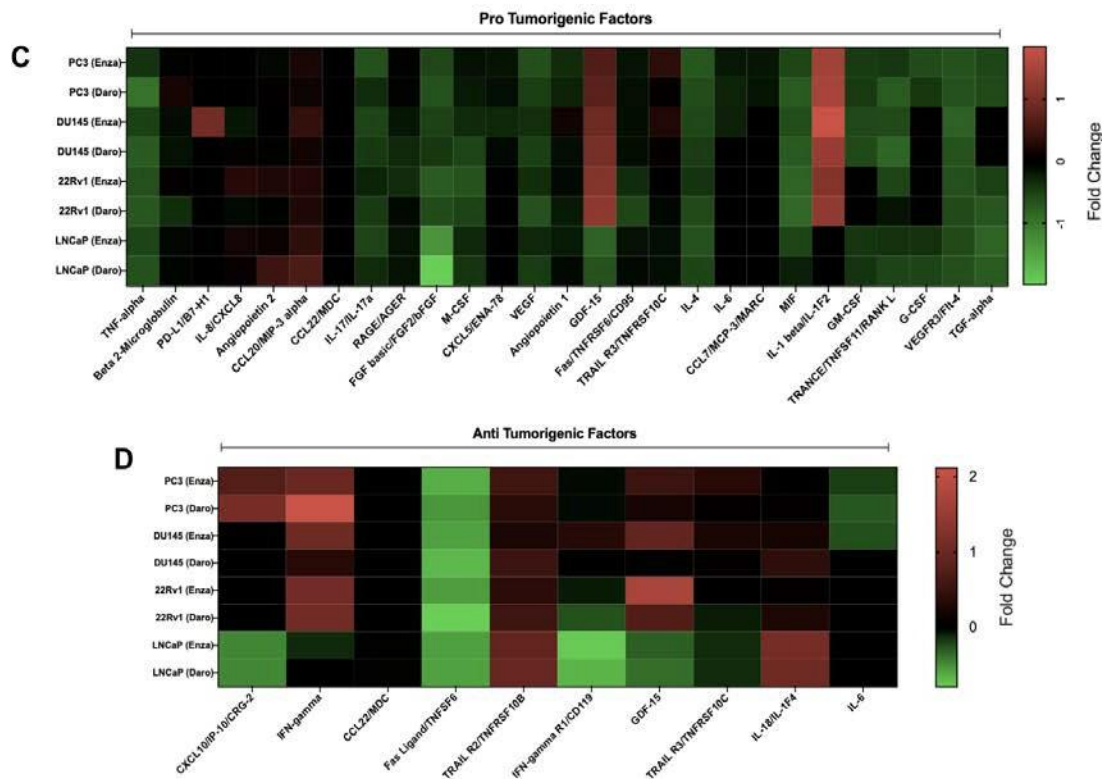 Pro Tumorigenic Factors
C
PC3 (Enza)
PC3 (Daro)
DU145 (Enza)
DU145 (Daro)
22Rv1 (Enza)
22Rv1 (Daro)
LNCaP (Enza)
LNCaP (Daro)
1
0
-1
Fold Change
TNF-alpha
Beta 2-Microglobulin
PD-L1/B7-H1
IL-8/CXCL8
Angiopoietin 2
CCL20/MIP-3 alpha
CCL22/MDC
IL-17/IL-17a
RAGE/AGER
FGF basic/FGF2/bFGF
M-CSF
CXCL5/ENA-78
VEGF
Angiopoietin 1
GDF-15
Fas/TNFRSF6/CD95
TRAIL R3/TNFRSF10C
IL-4
IL-6
CCL7/MCP-3/MARC
MIF
IL-1 beta/IL-1F2
GM-CSF
TRANCE/TNFSF11/RANK L
G-CSF
VEGFR3/Flt-4
TGF-alpha
Anti Tumorigenic Factors
D
PC3 (Enza)
PC3 (Daro)
DU145 (Enza)
DU145 (Daro)
22Rv1 (Enza)
22Rv1 (Daro)
LNCaP (Enza)
LNCaP (Daro)
2
1
0
Fold Change
CXCL10/IP-10/CRG-2
IFN-gamma
CCL22/MDC
Fas Ligand/TNFSF6
TRAIL R2/TNFRSF10B
IFN-gamma R1/CD119
GDF-15
TRAIL R3/TNFRSF10C
IL-18/IL-1F4
IL-6